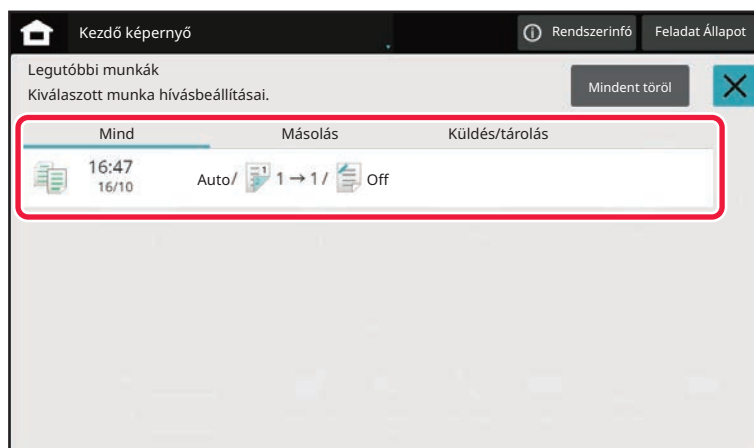 Kezdő képernyő Rendszerinfó Feladat Állapot
Legutóbbi munkák
Kiválaszott munka hívásbeállításai. Mindent töröl
Mind Másolás Küldés/tárolás
16:47
16/10 Auto/ 1 1→1/ Off